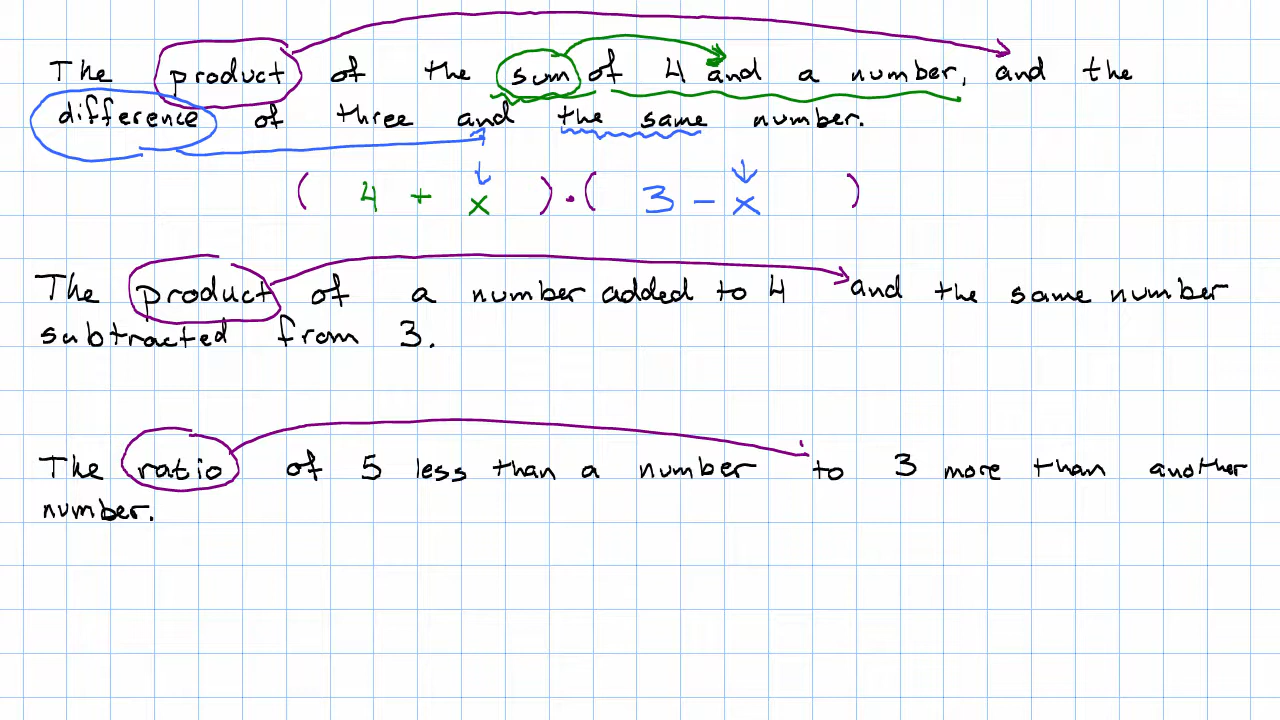 The product of the sum of 4 and a number, and the
difference of three and the same number.
( 4 + x ) · ( 3 - x )
The product of a number added to 4 and the same number
subtracted from 3.
The ratio of 5 less than a number to 3 more than another
number.